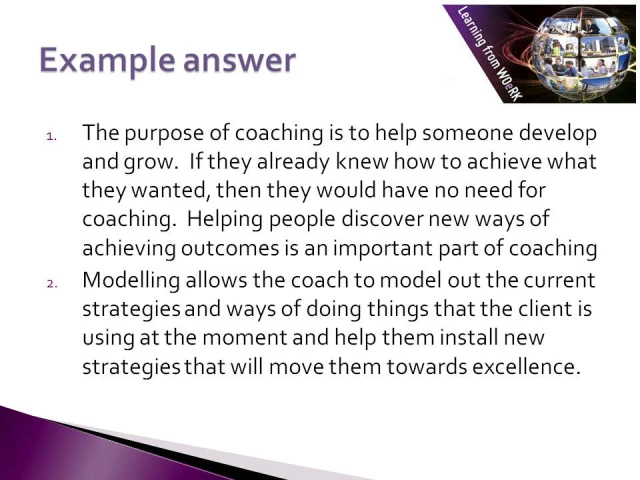 Learning from WOeRK
Example answer
1. The purpose of coaching is to help someone develop
and grow. If they already knew how to achieve what
they wanted, then they would have no need for
coaching. Helping people discover new ways of
achieving outcomes is an important part of coaching
2. Modelling allows the coach to model out the current
strategies and ways of doing things that the client is
using at the moment and help them install new
strategies that will move them towards excellence.